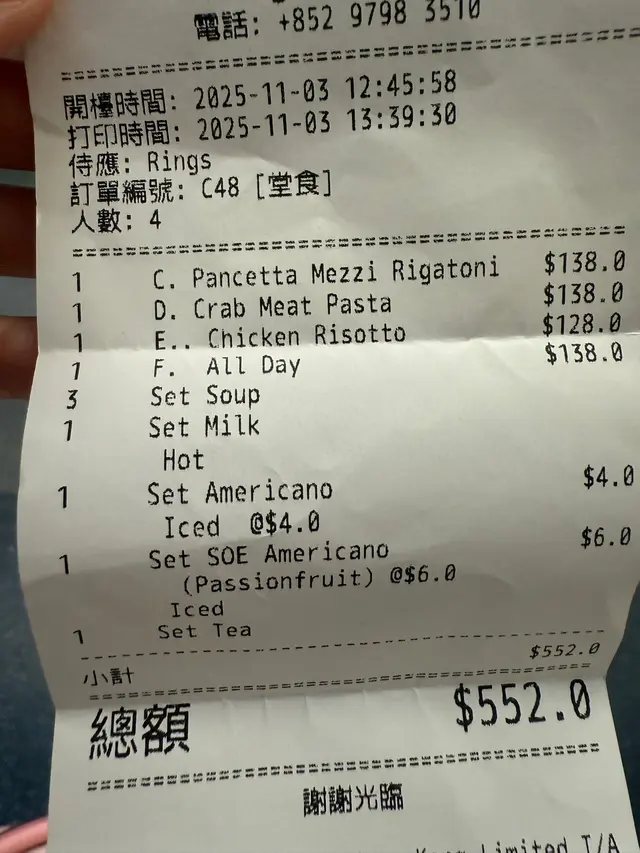 電話: +852 9798 3510
開檯時間: 2025-11-03 12:45:58
打印時間: 2025-11-03 13:39:30
侍應: Rings
訂單編號: C48 [堂食]
人數: 4
1 C. Pancetta Mezzi Rigatoni $138.0
1 D. Crab Meat Pasta $138.0
1 E.. Chicken Risotto $128.0
1 F. All Day $138.0
3 Set Soup
1 Set Milk
Hot
1 Set Americano $4.0
Iced @$4.0
1 Set SOE Americano $6.0
(Passionfruit) @$6.0
Iced
1 Set Tea
小計 $552.0
總額 $552.0
謝謝光臨
Limited T/A